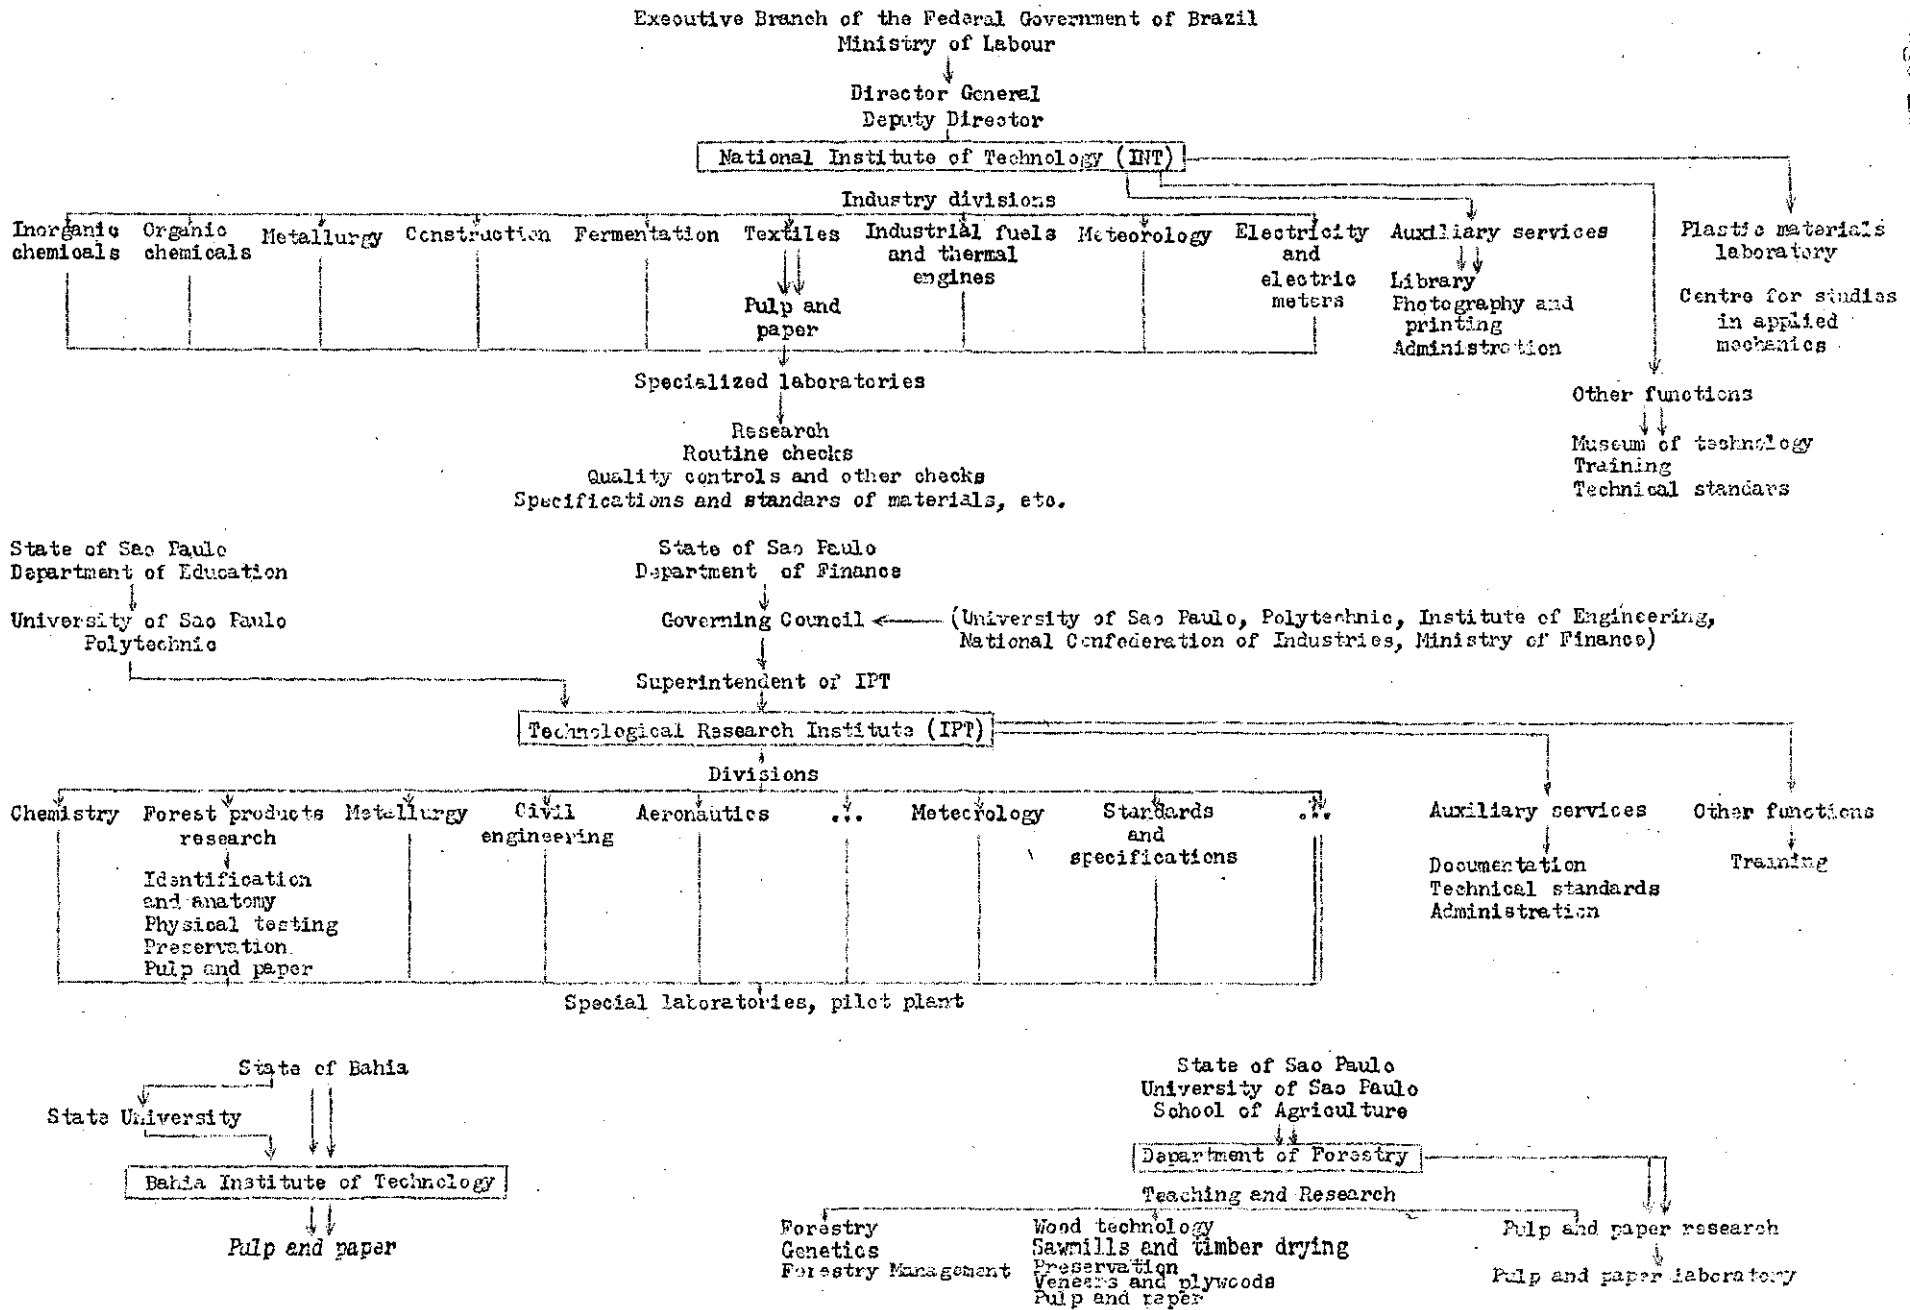 Executive Branch of the Federal Government of Brazil
Ministry of Labour
Director General
Deputy Director
National Institute of Technology (INT)
Industry divisions
Inorganic
chemicals
Organic
chemicals
Metallurgy
Construction
Fermentation
Textiles
Pulp and
paper
Industrial fuels
and thermal
engines
Meteorology
Electricity
and
electric
meters
Auxiliary services
Library
Photography and
printing
Administration
Plastic materials
laboratory
Centre for studies
in applied
mechanics
Other functions
Museum of technology
Training
Technical standars
Specialized laboratories
Research
Routine checks
Quality controls and other checks
Specifications and standars of materials, etc.
State of Sao Paulo
Department of Education
University of Sao Paulo
Polytechnic
State of Sao Paulo
Department of Finance
Governing Council
(University of Sao Paulo, Polytechnic, Institute of Engineering,
National Confederation of Industries, Ministry of Finance)
Superintendent of IPT
Technological Research Institute (IPT)
Divisions
Chemistry
Forest products
research
Identification
and anatomy
Physical testing
Preservation
Pulp and paper
Metallurgy
Civil
engineering
Aeronautics
...
Meteorology
Standards
and
specifications
...
Auxiliary services
Documentation
Technical standards
Administration
Other functions
Training
Special laboratories, pilot plant
State of Bahia
State University
Bahia Institute of Technology
Pulp and paper
State of Sao Paulo
University of Sao Paulo
School of Agriculture
Department of Forestry
Teaching and Research
Forestry
Genetics
Forestry Management
Wood technology
Sawmills and timber drying
Preservation
Veneers and plywoods
Pulp and paper
Pulp and paper research
Pulp and paper laboratory